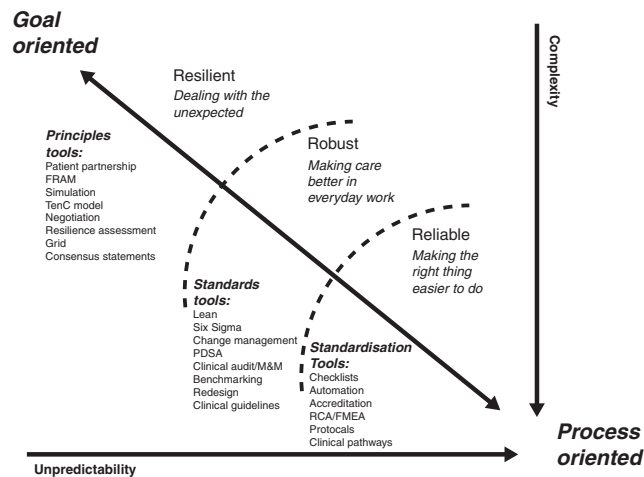 Goal
oriented
Complexity
Resilient
Dealing with the
unexpected
Principles
tools:
Patient partnership
FRAM
Simulation
TenC model
Negotiation
Resilience assessment
Grid
Consensus statements
Robust
Making care
better in
everyday work
Reliable
Making the
right thing
easier to do
Standards
tools:
Lean
Six Sigma
Change management
PDSA
Clinical audit/M&M
Benchmarking
Redesign
Clinical guidelines
Standardisation
Tools:
Checklists
Automation
Accreditation
RCA/FMEA
Protocals
Clinical pathways
Process
oriented
Unpredictability